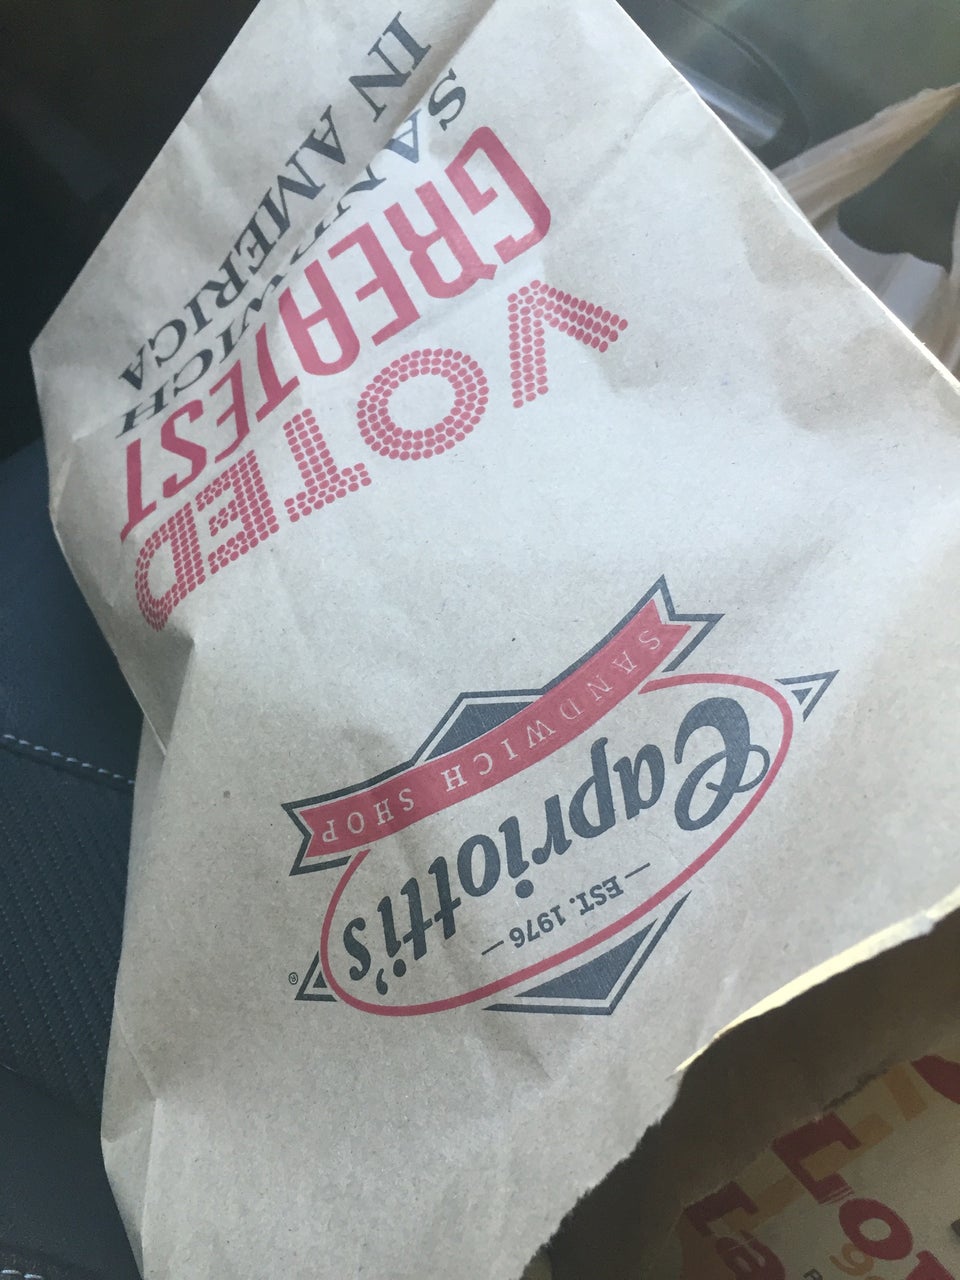 EST. 1976
Capriotti's
SANDWICH SHOP
®
VOTED
GREATEST
SANDWICH
IN AMERICA